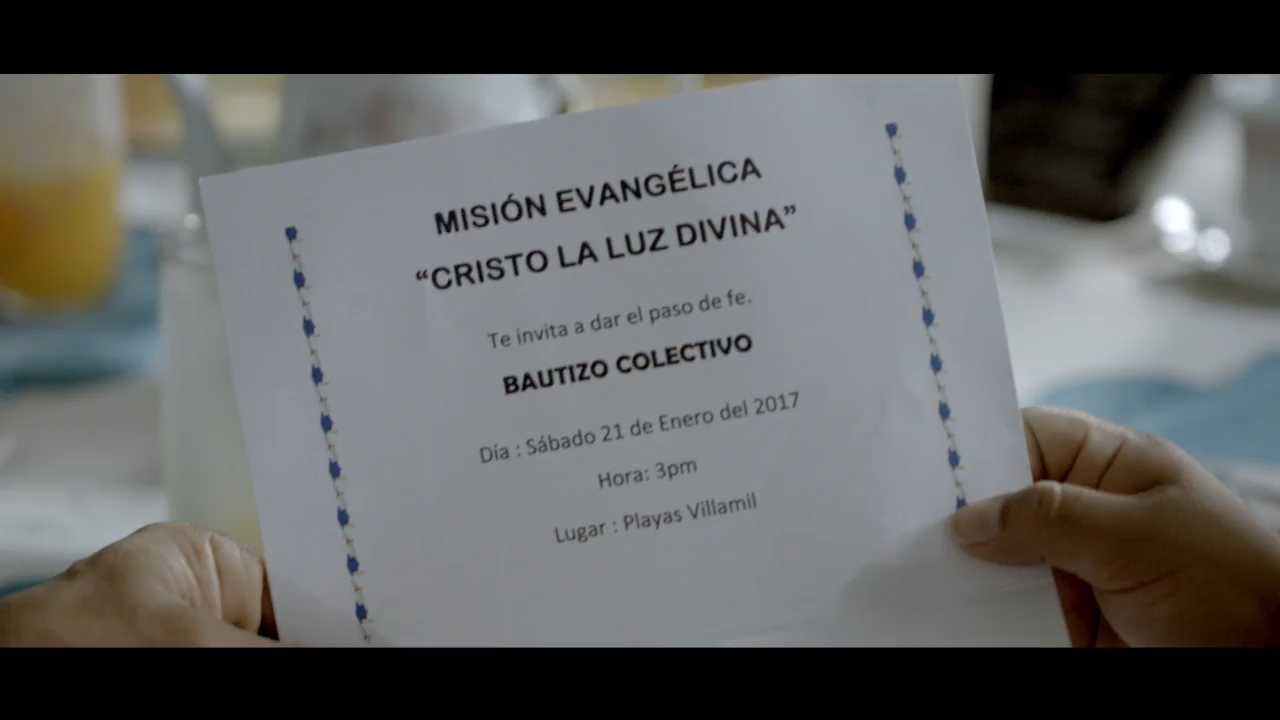 MISIÓN EVANGÉLICA
“CRISTO LA LUZ DIVINA”
Te invita a dar el paso de fe.
BAUTIZO COLECTIVO
Día : Sábado 21 de Enero del 2017
Hora: 3pm
Lugar : Playas Villamil